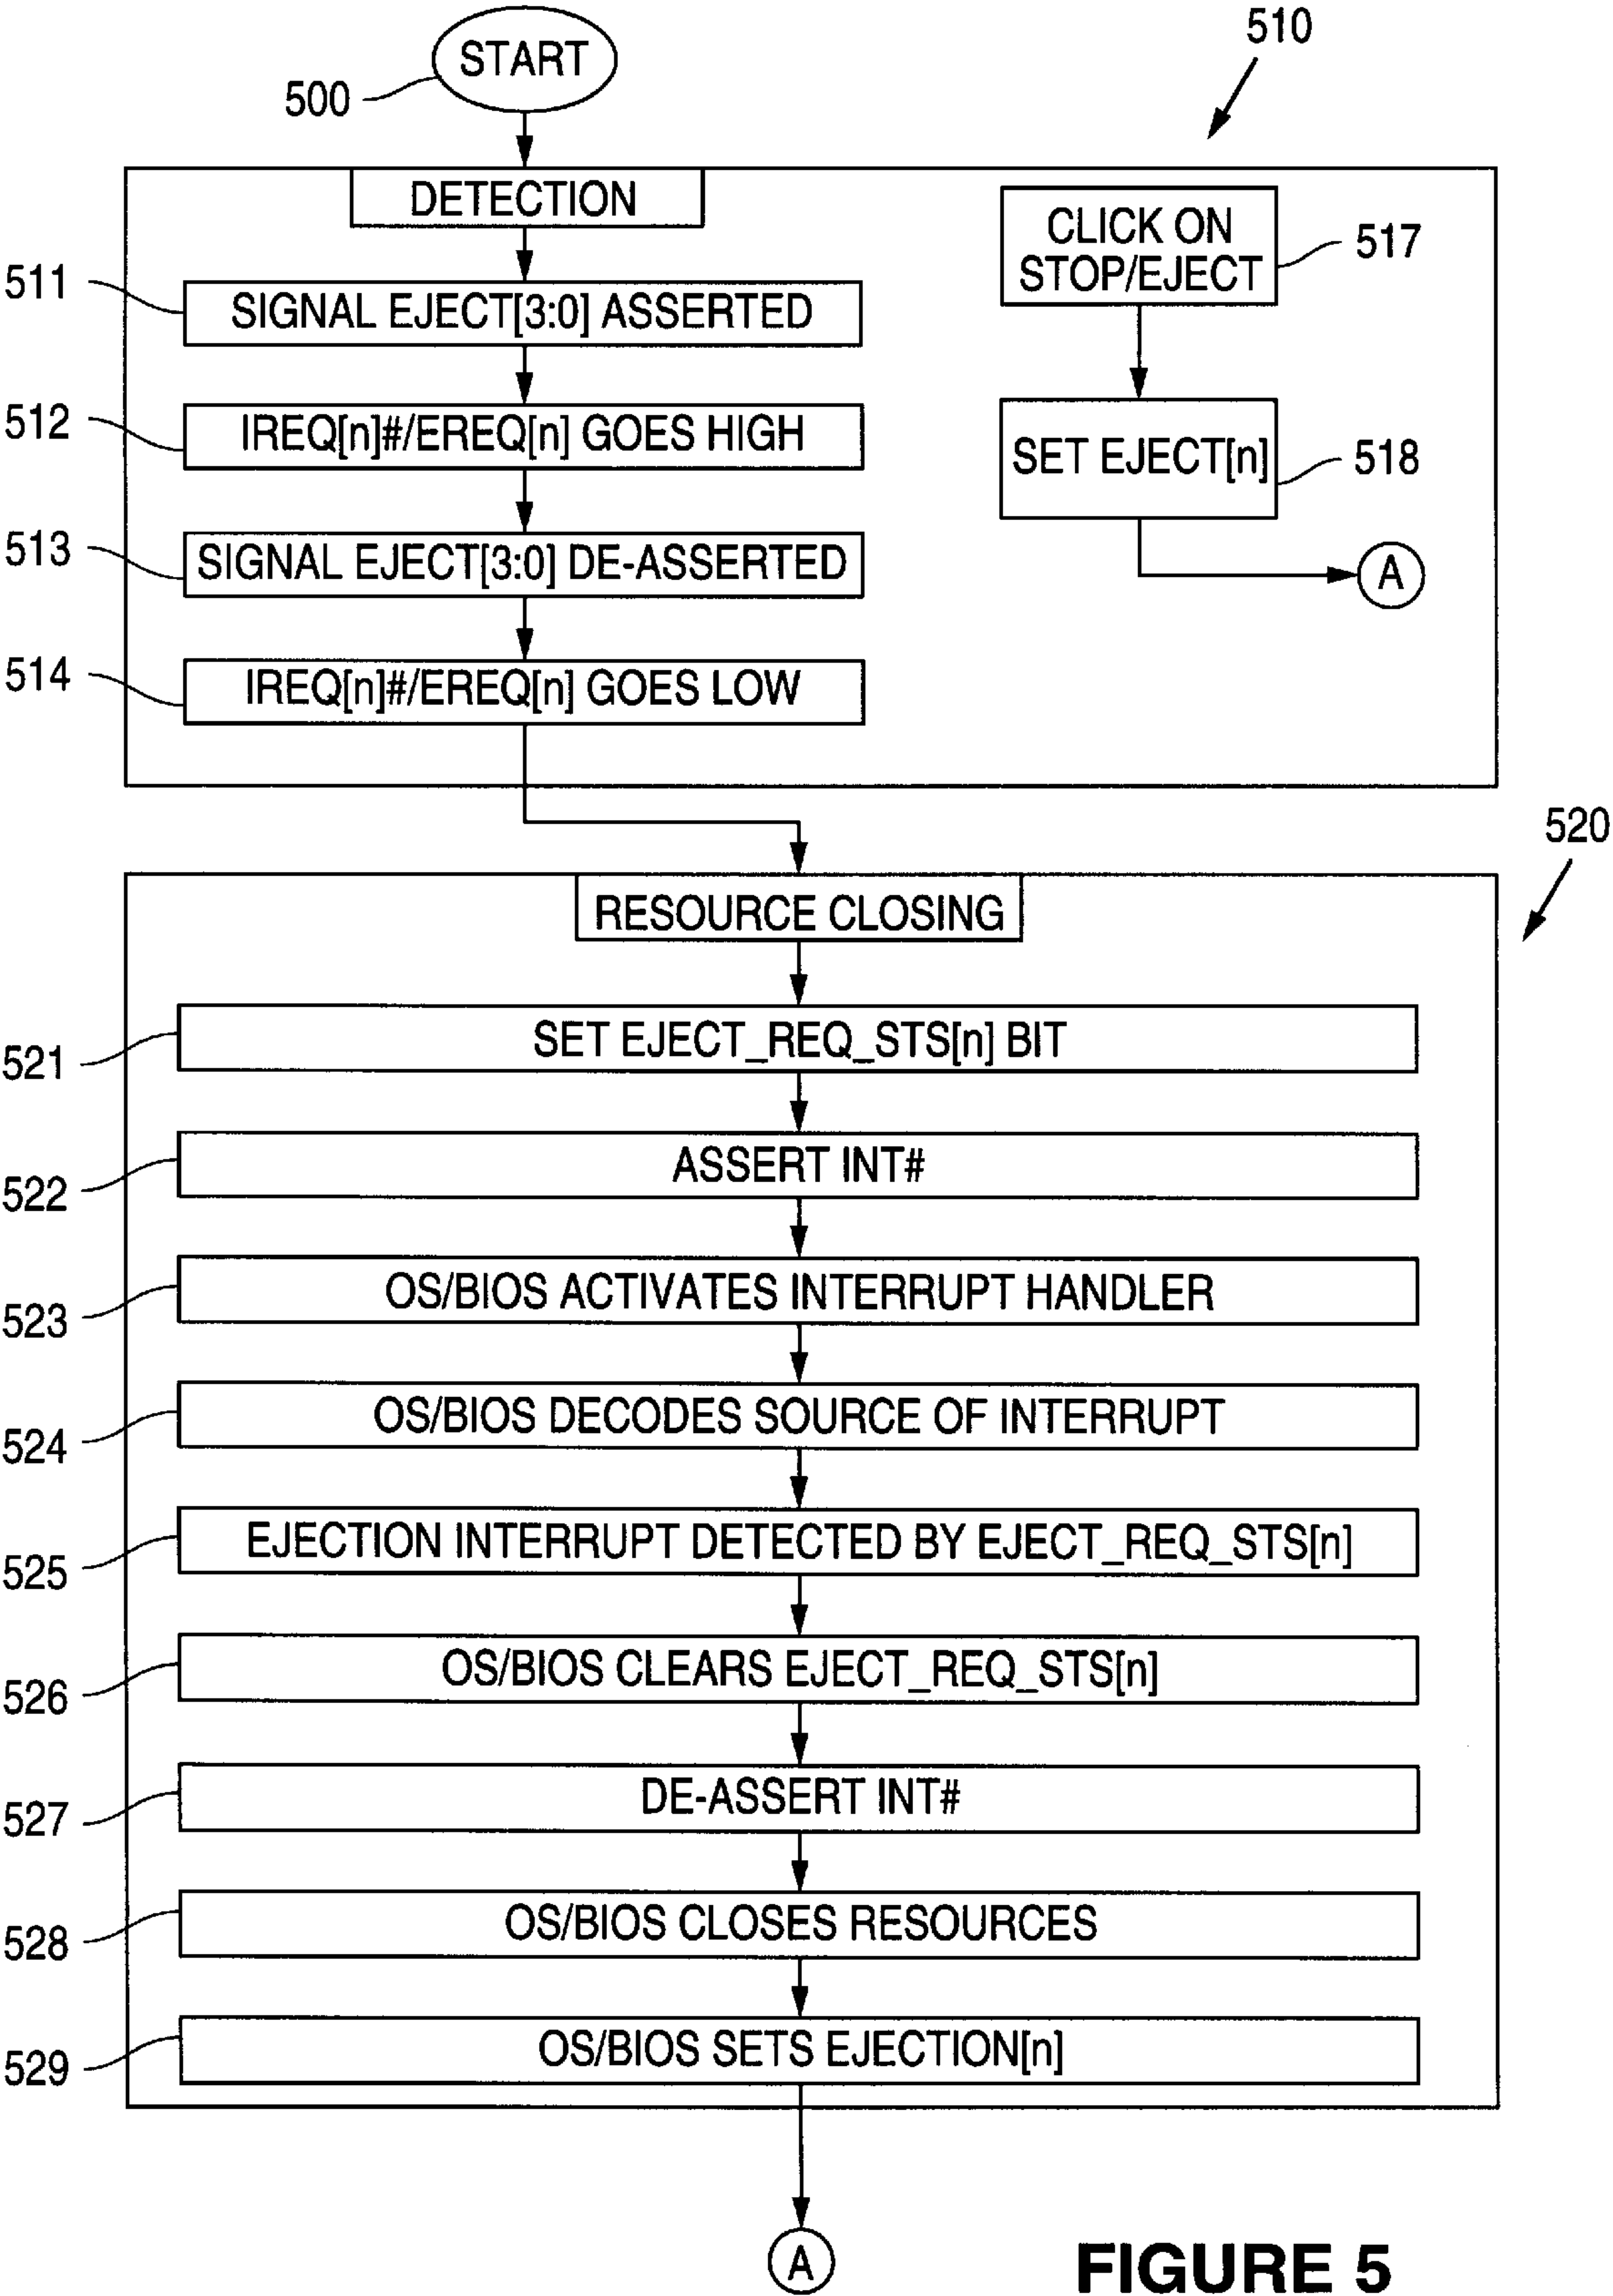 START
500
510
DETECTION
511
SIGNAL EJECT[3:0] ASSERTED
512
IREQ[n]#/EREQ[n] GOES HIGH
513
SIGNAL EJECT[3:0] DE-ASSERTED
514
IREQ[n]#/EREQ[n] GOES LOW
CLICK ON
STOP/EJECT
517
SET EJECT[n]
518
A
520
RESOURCE CLOSING
521
SET EJECT_REQ_STS[n] BIT
522
ASSERT INT#
523
OS/BIOS ACTIVATES INTERRUPT HANDLER
524
OS/BIOS DECODES SOURCE OF INTERRUPT
525
EJECTION INTERRUPT DETECTED BY EJECT_REQ_STS[n]
526
OS/BIOS CLEARS EJECT_REQ_STS[n]
527
DE-ASSERT INT#
528
OS/BIOS CLOSES RESOURCES
529
OS/BIOS SETS EJECTION[n]
A
FIGURE 5